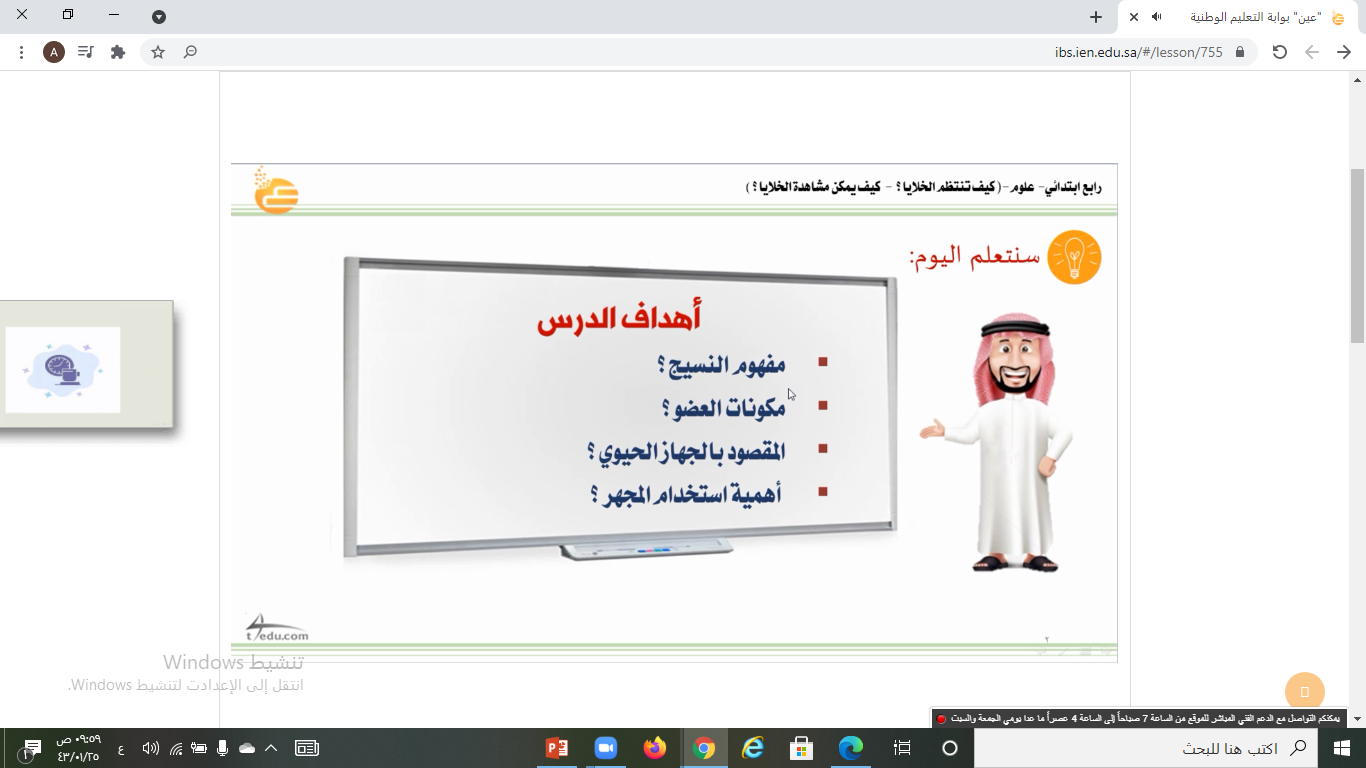 "عين" بوابة التعليم الوطنية
ibs.ien.edu.sa/#/lesson/755
A
رابع ابتدائي- علوم-( كيف تنتظم الخلايا ؟ - كيف يمكن مشاهدة الخلايا ؟ )
سنتعلم اليوم:
أهداف الدرس
مفهوم النسيج ؟
مكونات العضو ؟
المقصود بالجهاز الحيوي ؟
أهمية استخدام المجهر ؟
t4edu.com
٢
تنشيط Windows
انتقل إلى الإعدادت لتنشيط Windows.
يمكنكم التواصل مع الدعم الفني المباشر للموقع من الساعة 7 صباحاً إلى الساعة 4 عصراً ما عدا يومي الجمعة والسبت
اكتب هنا للبحث
ع
٠٩:٥٩ ص
٤٣/٠١/٢٥
١